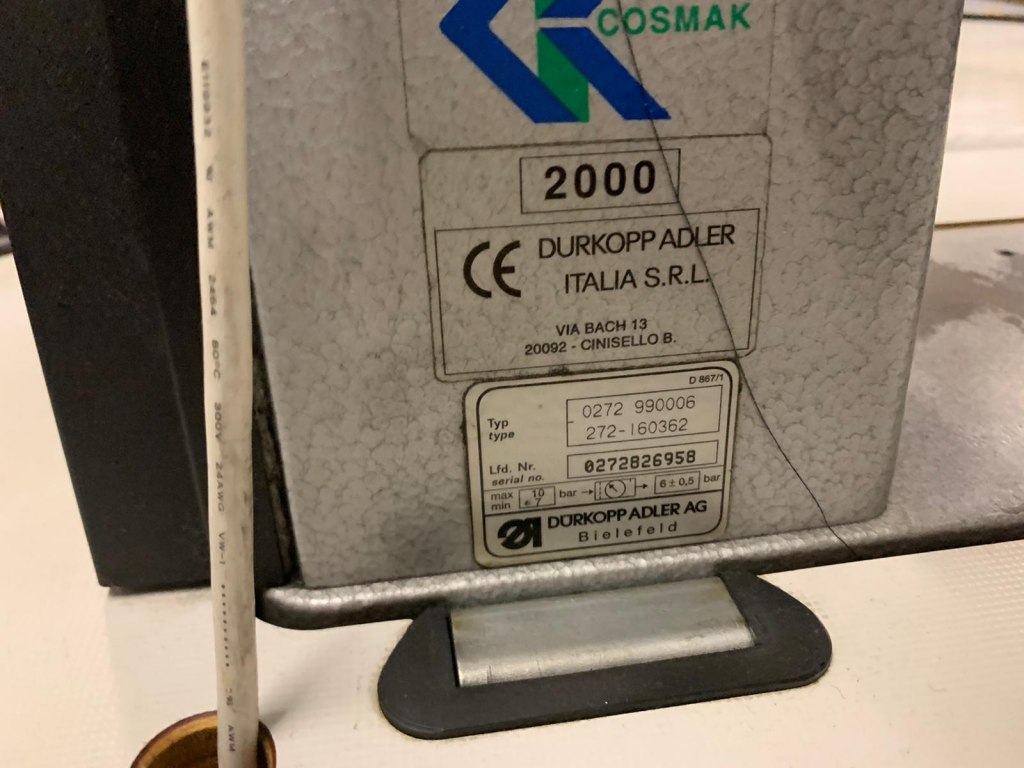 COSMAK
2000
CE DURKOPP ADLER
ITALIA S.R.L.
VIA BACH 13
20092 - CINISELLO B.
D 867/1
Typ
type
0272 990006
272-160362
Lfd. Nr.
serial no.
0272826958
max
min
10
7
bar
6 ± 0,5 bar
DÜRKOPP ADLER AG
Bielefeld
AWM 2464 80°C 300V 24AWG VW-1
AWM